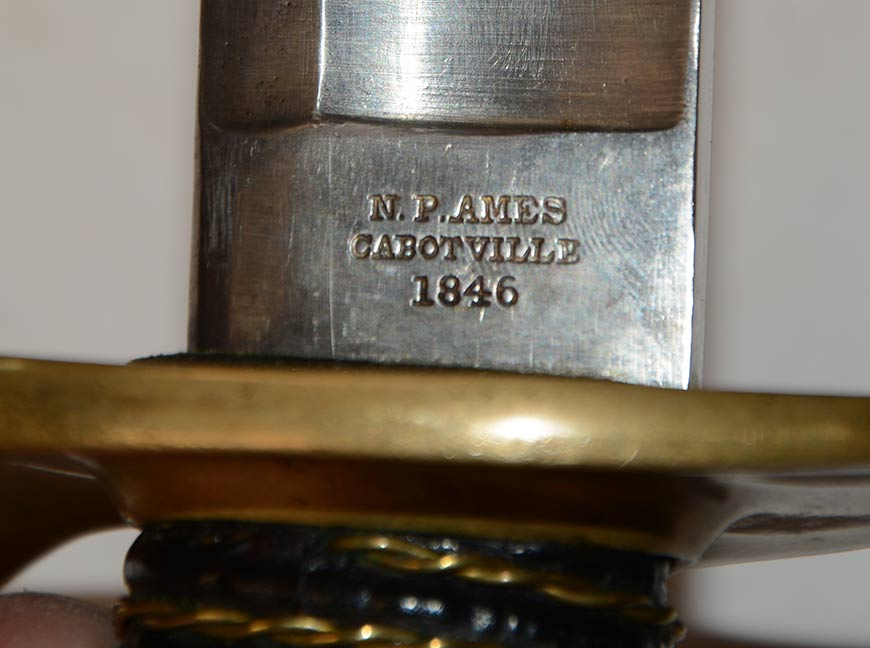 N. P. AMES
CABOTVILLE
1846